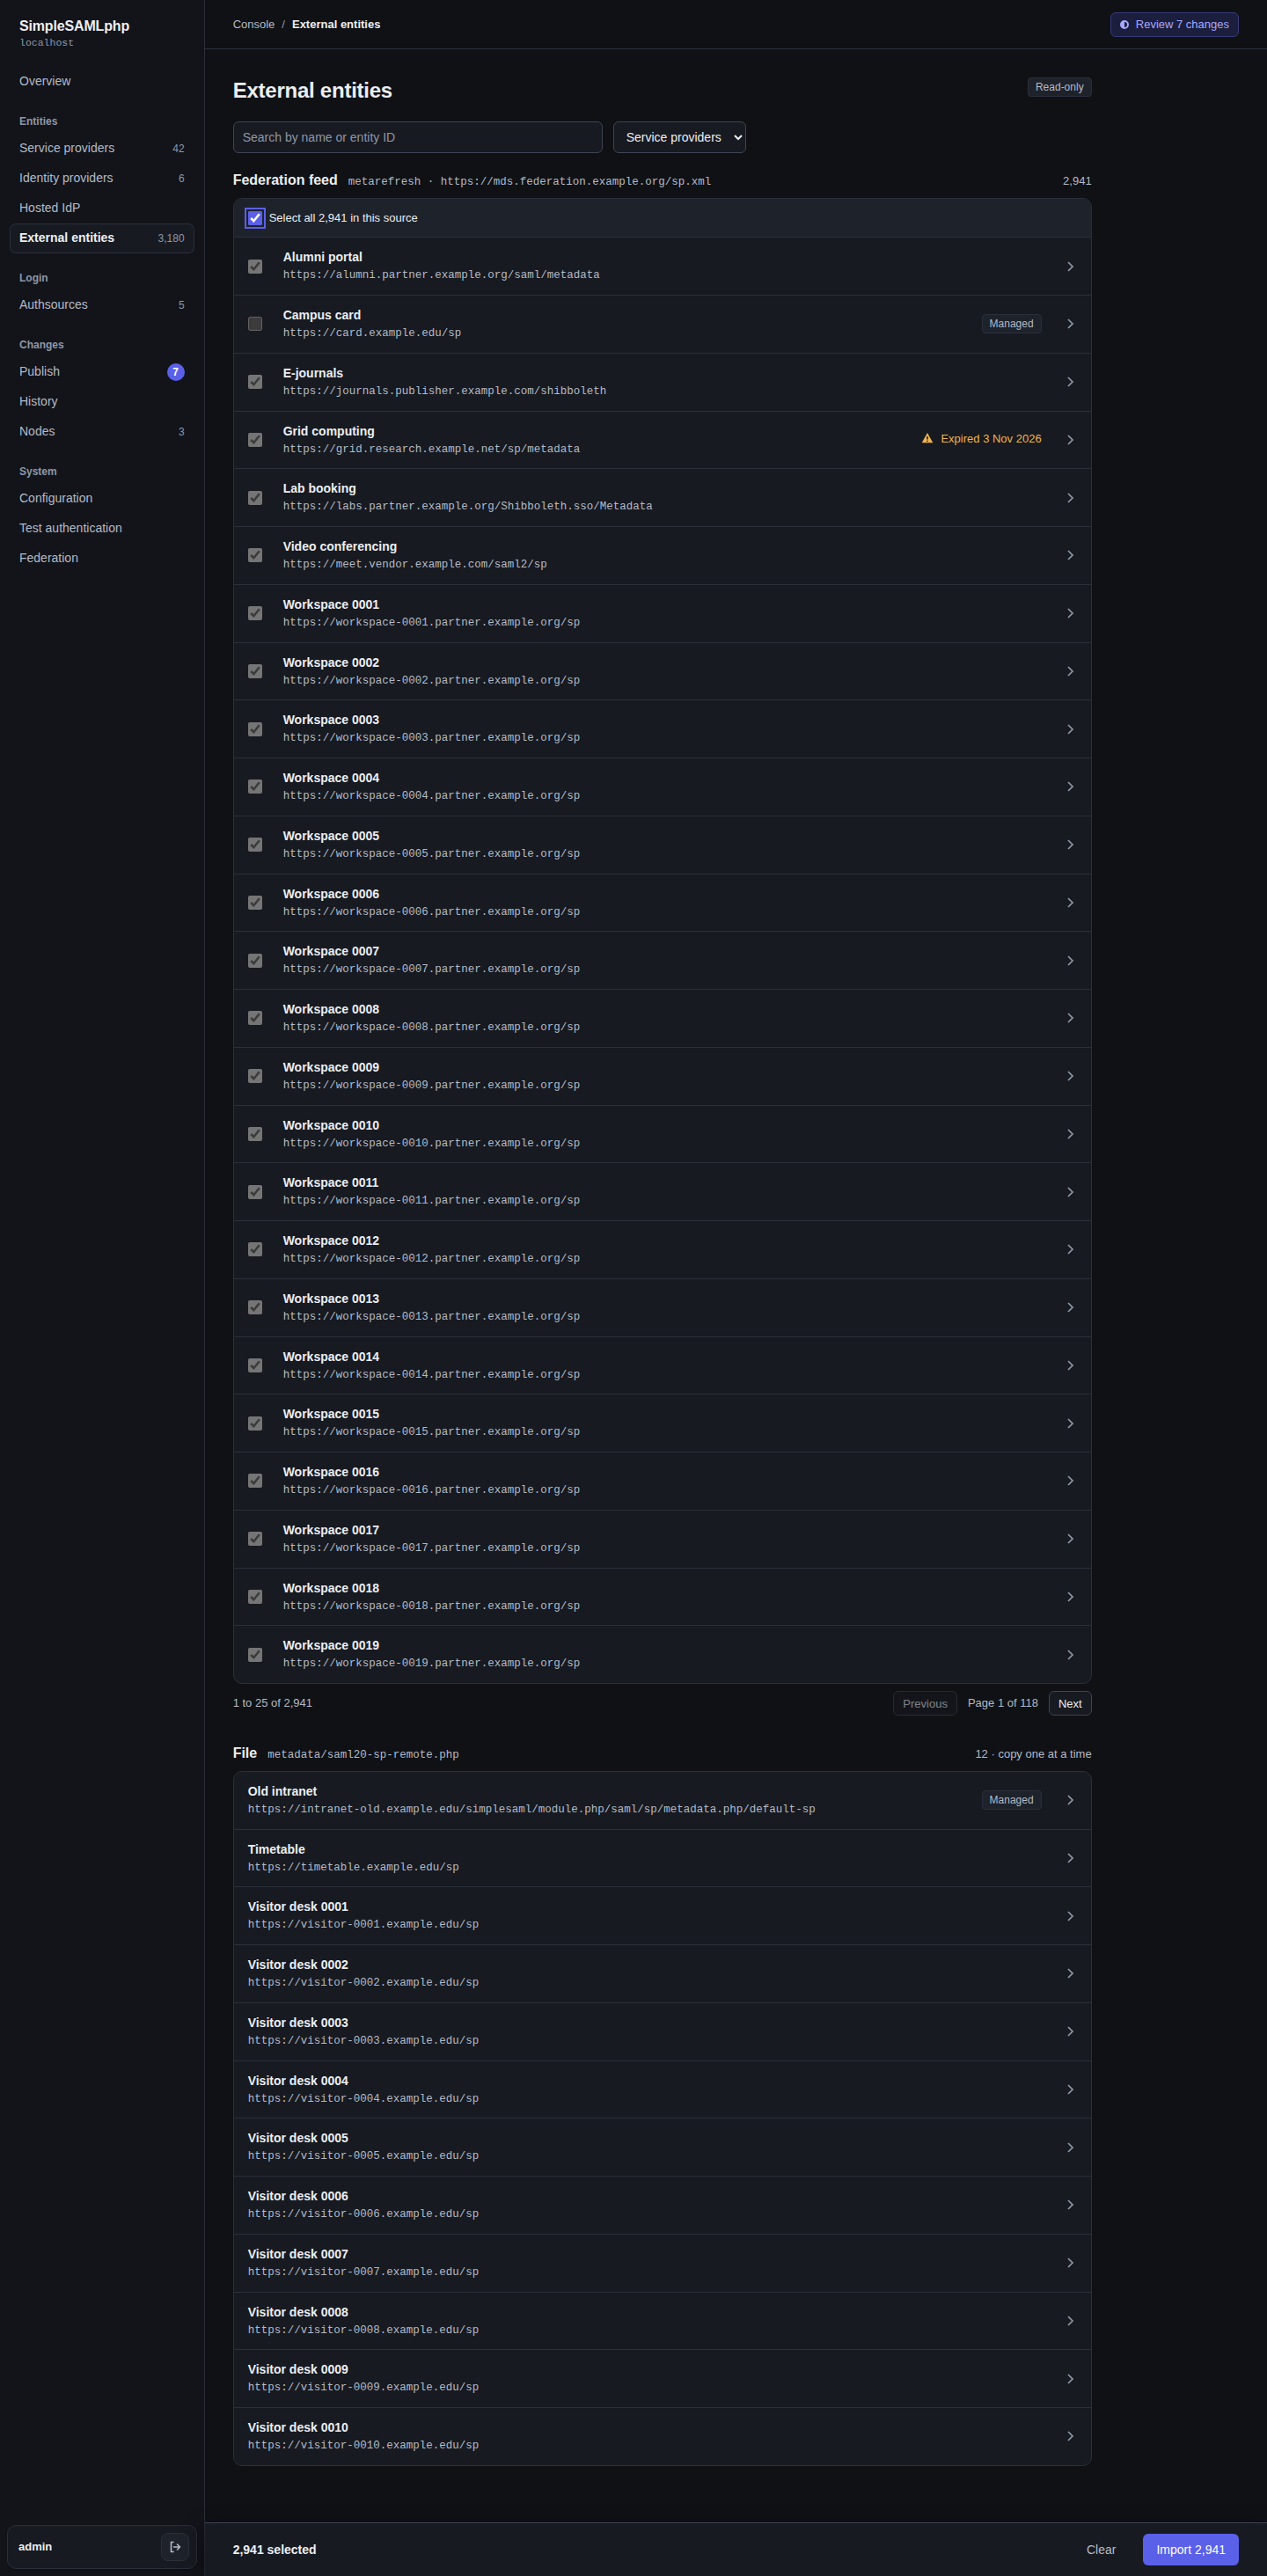 SimpleSAMLphp
localhost
Overview
Entities
Service providers 42
Identity providers 6
Hosted IdP
External entities 3,180
Login
Authsources 5
Changes
Publish 7
History
Nodes 3
System
Configuration
Test authentication
Federation
admin
Console / External entities
Review 7 changes
External entities
Read-only
Search by name or entity ID
Service providers
Federation feed metarefresh · https://mds.federation.example.org/sp.xml 2,941
Select all 2,941 in this source
Alumni portal
https://alumni.partner.example.org/saml/metadata
Campus card
https://card.example.edu/sp
Managed
E-journals
https://journals.publisher.example.com/shibboleth
Grid computing
https://grid.research.example.net/sp/metadata
Expired 3 Nov 2026
Lab booking
https://labs.partner.example.org/Shibboleth.sso/Metadata
Video conferencing
https://meet.vendor.example.com/saml2/sp
Workspace 0001
https://workspace-0001.partner.example.org/sp
Workspace 0002
https://workspace-0002.partner.example.org/sp
Workspace 0003
https://workspace-0003.partner.example.org/sp
Workspace 0004
https://workspace-0004.partner.example.org/sp
Workspace 0005
https://workspace-0005.partner.example.org/sp
Workspace 0006
https://workspace-0006.partner.example.org/sp
Workspace 0007
https://workspace-0007.partner.example.org/sp
Workspace 0008
https://workspace-0008.partner.example.org/sp
Workspace 0009
https://workspace-0009.partner.example.org/sp
Workspace 0010
https://workspace-0010.partner.example.org/sp
Workspace 0011
https://workspace-0011.partner.example.org/sp
Workspace 0012
https://workspace-0012.partner.example.org/sp
Workspace 0013
https://workspace-0013.partner.example.org/sp
Workspace 0014
https://workspace-0014.partner.example.org/sp
Workspace 0015
https://workspace-0015.partner.example.org/sp
Workspace 0016
https://workspace-0016.partner.example.org/sp
Workspace 0017
https://workspace-0017.partner.example.org/sp
Workspace 0018
https://workspace-0018.partner.example.org/sp
Workspace 0019
https://workspace-0019.partner.example.org/sp
1 to 25 of 2,941
Previous Page 1 of 118 Next
File metadata/saml20-sp-remote.php 12 · copy one at a time
Old intranet
https://intranet-old.example.edu/simplesaml/module.php/saml/sp/metadata.php/default-sp
Managed
Timetable
https://timetable.example.edu/sp
Visitor desk 0001
https://visitor-0001.example.edu/sp
Visitor desk 0002
https://visitor-0002.example.edu/sp
Visitor desk 0003
https://visitor-0003.example.edu/sp
Visitor desk 0004
https://visitor-0004.example.edu/sp
Visitor desk 0005
https://visitor-0005.example.edu/sp
Visitor desk 0006
https://visitor-0006.example.edu/sp
Visitor desk 0007
https://visitor-0007.example.edu/sp
Visitor desk 0008
https://visitor-0008.example.edu/sp
Visitor desk 0009
https://visitor-0009.example.edu/sp
Visitor desk 0010
https://visitor-0010.example.edu/sp
2,941 selected
Clear
Import 2,941